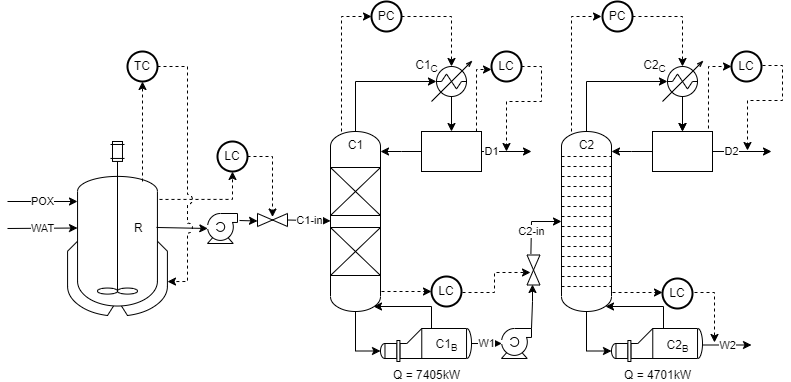 PC
PC
TC
C1C
LC
C2C
LC
LC
C1
D1
C2
D2
POX
WAT
R
C1-in
C2-in
LC
LC
C1B
W1
C2B
W2
Q = 7405kW
Q = 4701kW